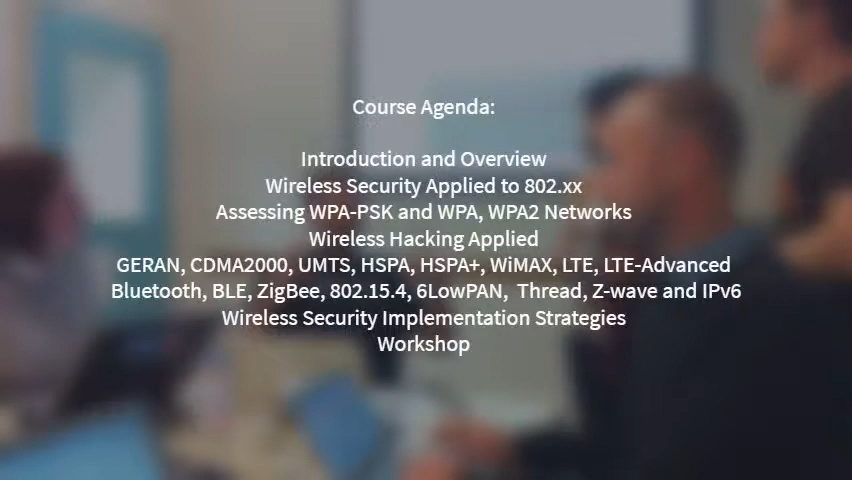 Course Agenda:
Introduction and Overview
Wireless Security Applied to 802.xx
Assessing WPA-PSK and WPA, WPA2 Networks
Wireless Hacking Applied
GERAN, CDMA2000, UMTS, HSPA, HSPA+, WiMAX, LTE, LTE-Advanced
Bluetooth, BLE, ZigBee, 802.15.4, 6LowPAN,  Thread, Z-wave and IPv6
Wireless Security Implementation Strategies
Workshop